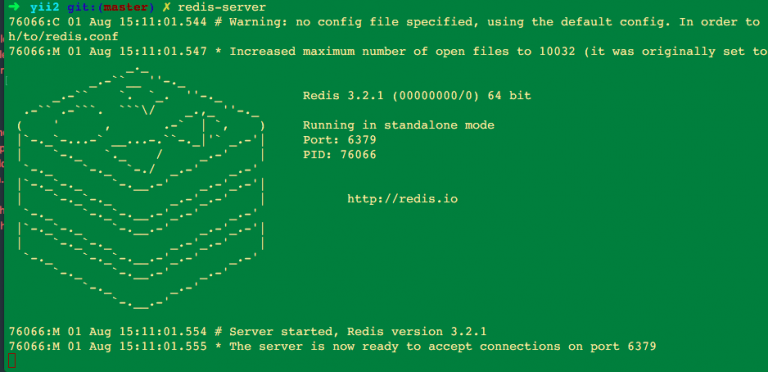 ➜ yii2 git:(master) ✗ redis-server
76066:C 01 Aug 15:11:01.544 # Warning: no config file specified, using the default config. In order to
h/to/redis.conf
76066:M 01 Aug 15:11:01.547 * Increased maximum number of open files to 10032 (it was originally set to
Redis 3.2.1 (00000000/0) 64 bit
Running in standalone mode
Port: 6379
PID: 76066
http://redis.io
76066:M 01 Aug 15:11:01.554 # Server started, Redis version 3.2.1
76066:M 01 Aug 15:11:01.555 * The server is now ready to accept connections on port 6379